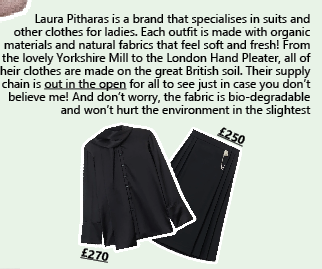 Laura Pitharas is a brand that specialises in suits and
other clothes for ladies. Each outfit is made with organic
materials and natural fabrics that feel soft and fresh! From
the lovely Yorkshire Mill to the London Hand Pleater, all of
heir clothes are made on the great British soil. Their supply
chain is out in the open for all to see just in case you don't
believe me! And don't worry, the fabric is bio-degradable
and won't hurt the environment in the slightest
£250
£270